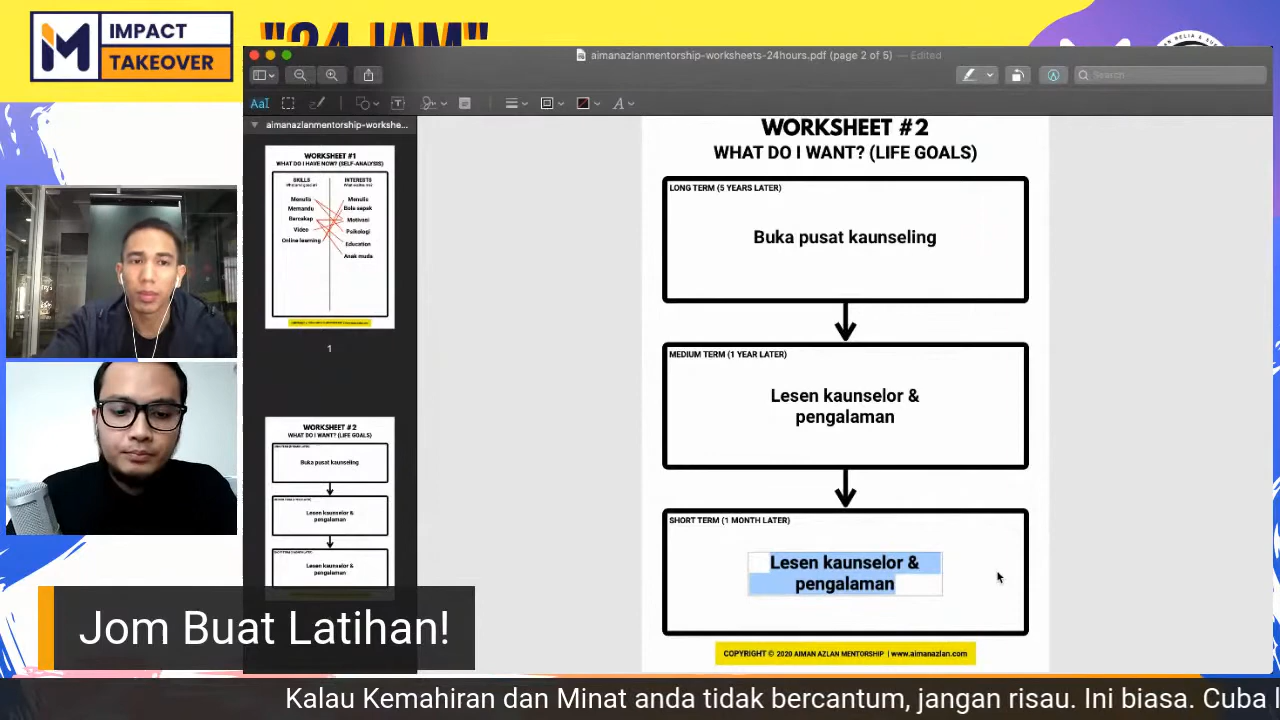 IMPACT
TAKEOVER
"24 JAM"
aimanazlanmentorship-worksheets-24hours.pdf (page 2 of 5) — Edited
Search
AaI
aimanazlanmentorship-workshe...
WORKSHEET #1
WHAT DO I HAVE NOW? (SELF-ANALYSIS)
SKILLS
INTERESTS
Menulis
Menulis
Memandu
Bola sepak
Bercakap
Motivasi
Video
Psikologi
Online learning
Education
Anak muda
1
WORKSHEET #2
WHAT DO I WANT? (LIFE GOALS)
Buka pusat kaunseling
Lesen kaunselor &
pengalaman
Lesen kaunselor &
pengalaman
WORKSHEET #2
WHAT DO I WANT? (LIFE GOALS)
LONG TERM (5 YEARS LATER)
Buka pusat kaunseling
MEDIUM TERM (1 YEAR LATER)
Lesen kaunselor &
pengalaman
SHORT TERM (1 MONTH LATER)
Lesen kaunselor &
pengalaman
COPYRIGHT © 2020 AIMAN AZLAN MENTORSHIP | www.aimanazlan.com
Jom Buat Latihan!
Kalau Kemahiran dan Minat anda tidak bercantum, jangan risau. Ini biasa. Cuba